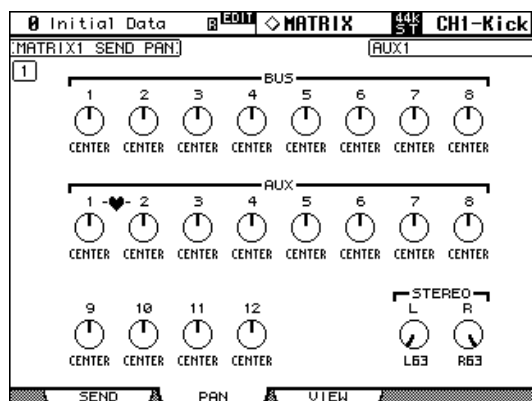 0 Initial Data EDIT ◇MATRIX 44k ST CH1-Kick
MATRIX1 SEND PAN AUX1
1
BUS
1 2 3 4 5 6 7 8
CENTER CENTER CENTER CENTER CENTER CENTER CENTER CENTER
AUX
1 -♥- 2 3 4 5 6 7 8
CENTER CENTER CENTER CENTER CENTER CENTER CENTER CENTER
STEREO
9 10 11 12 L R
CENTER CENTER CENTER CENTER L63 R63
SEND PAN VIEW